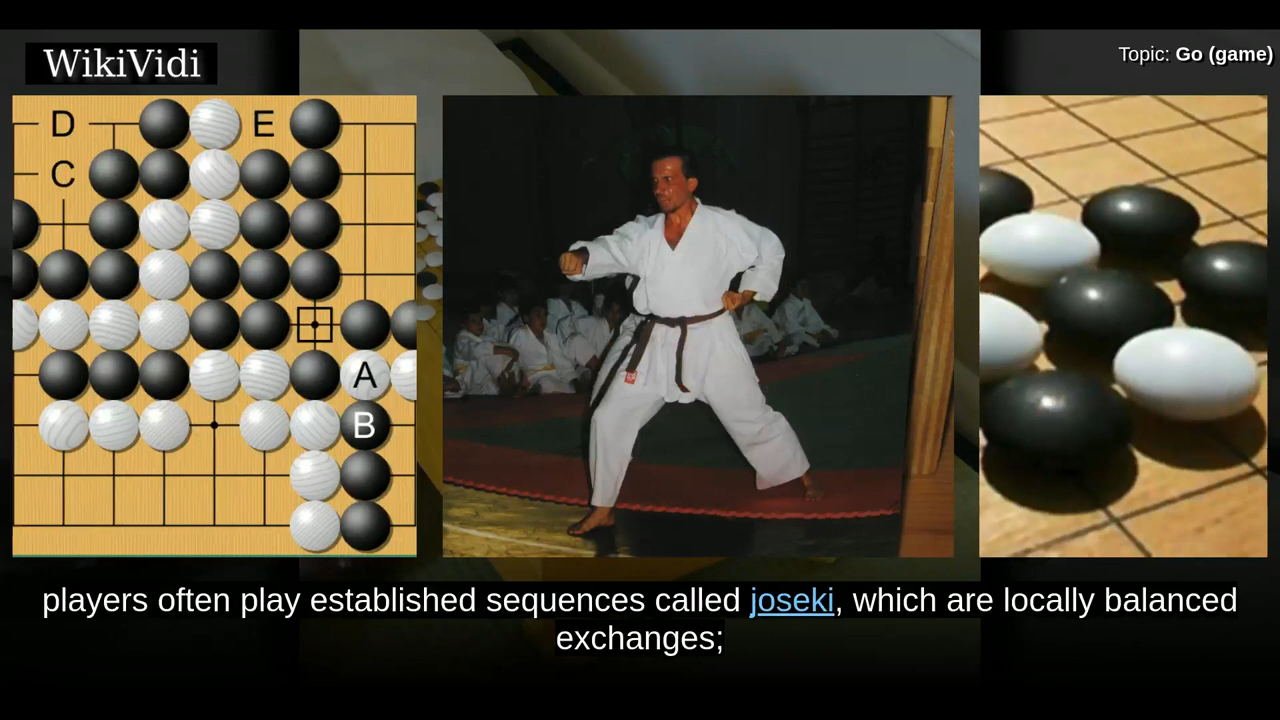 WikiVidi
Topic: Go (game)
D
E
C
A
B
players often play established sequences called joseki, which are locally balanced
exchanges;